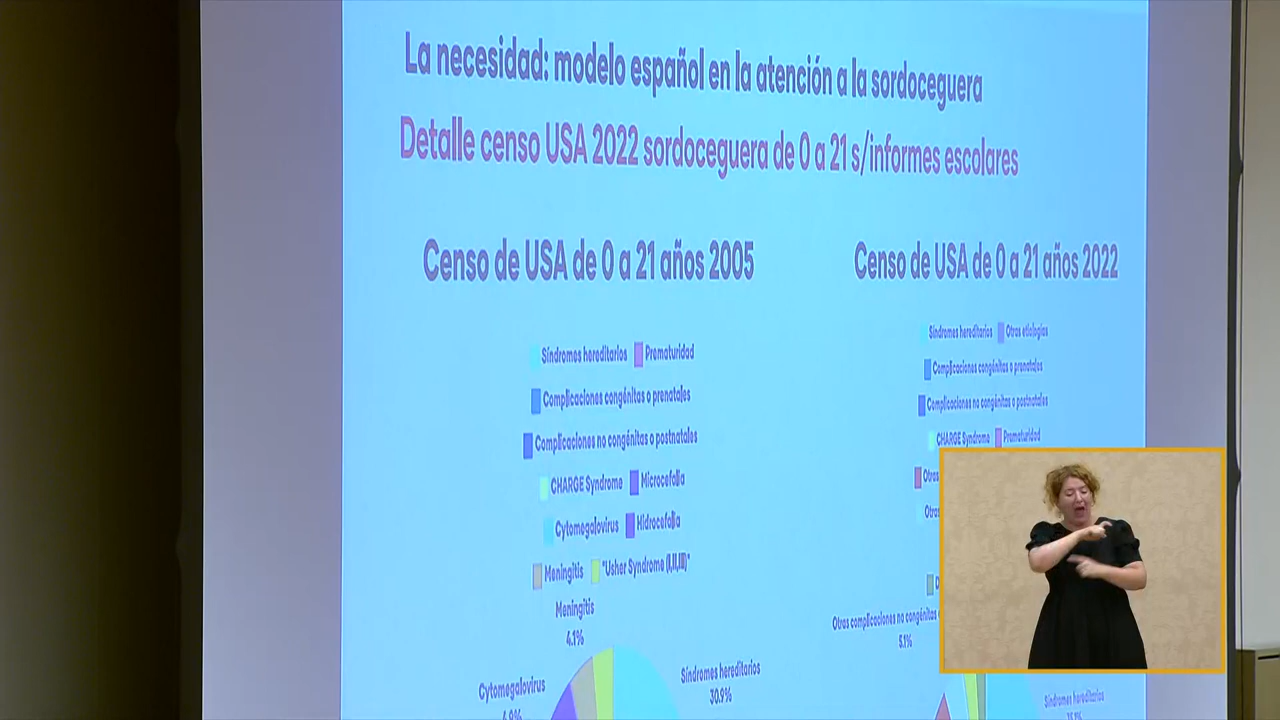 La necesidad: modelo español en la atención a la sordoceguera
Detalle censo USA 2022 sordoceguera de 0 a 21 s/informes escolares
Censo de USA de 0 a 21 años 2005
Síndromes hereditarios Prematuridad
Complicaciones congénitas o prenatales
Complicaciones no congénitas o postnatales
CHARGE Syndrome Microcefalia
Cytomegalovirus Hidrocefalia
Meningitis "Usher Syndrome (I,II,III)"
Meningitis
4.1%
Síndromes hereditarios
30.9%
Cytomegalovirus
Censo de USA de 0 a 21 años 2022
Síndromes hereditarios Otras etiologías
Complicaciones congénitas o prenatales
Complicaciones no congénitas o postnatales
CHARGE Syndrome Prematuridad
Otras
Otras
Otras complicaciones no congénitas
5.1%
Síndromes hereditarios